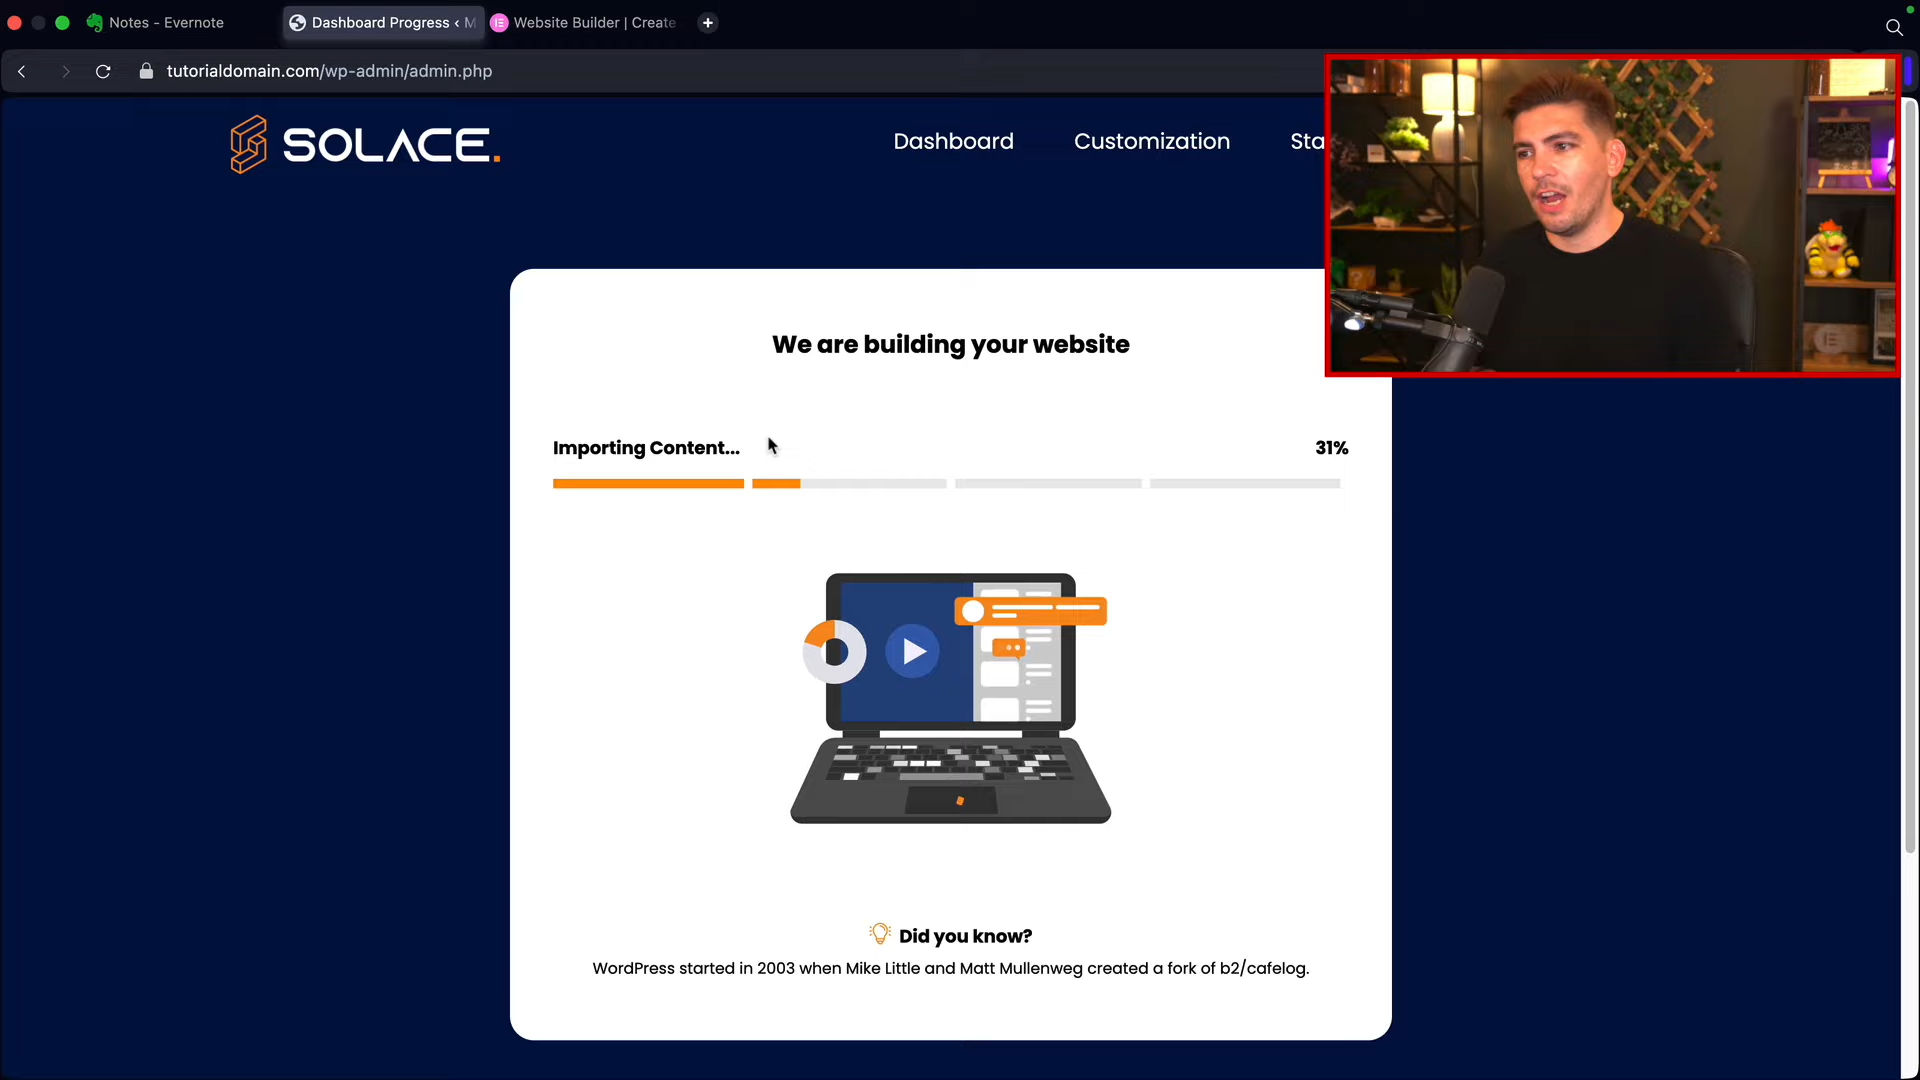 Notes - Evernote
Dashboard Progress ‹ M
Website Builder | Create
tutorialdomain.com/wp-admin/admin.php
SOLACE.
Dashboard
Customization
Sta
We are building your website
Importing Content...
31%
Did you know?
WordPress started in 2003 when Mike Little and Matt Mullenweg created a fork of b2/cafelog.